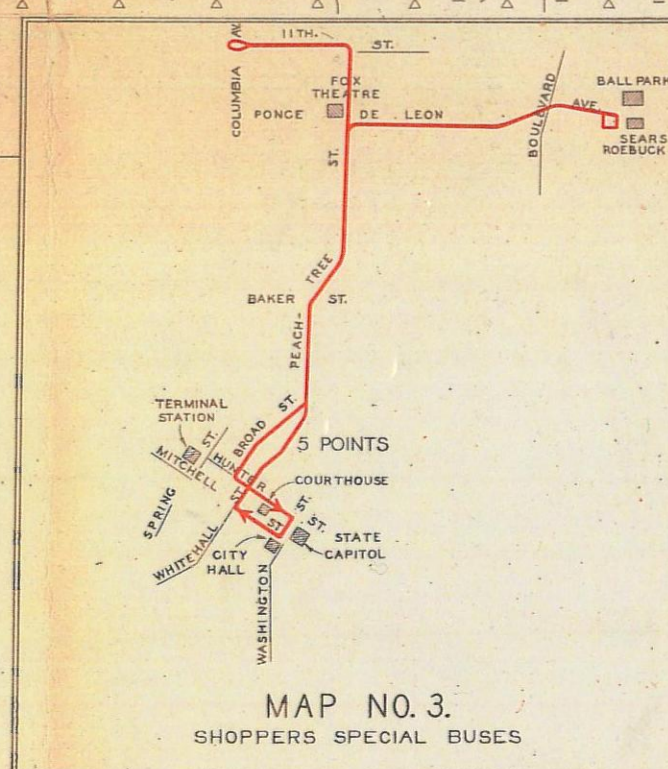 COLUMBIA AV.
11TH.
ST.
FOX
THEATRE
PONCE DE LEON AVE.
BOULEVARD
BALL PARK
SEARS
ROEBUCK
ST.
TREE
BAKER ST.
PEACH-
TERMINAL
STATION
ST.
BROAD ST.
5 POINTS
MITCHELL
HUNTER
COURTHOUSE
ST.
ST.
ST.
ST.
SPRING
WHITEHALL
CITY
HALL
STATE
CAPITOL
WASHINGTON
MAP NO. 3.
SHOPPERS SPECIAL BUSES